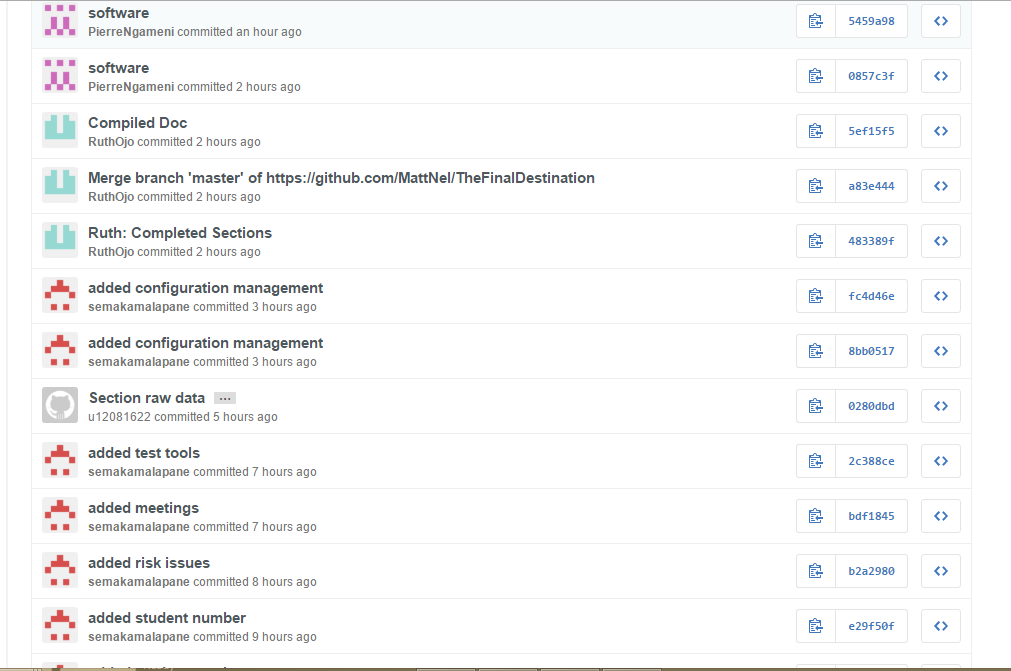 software
PierreNgameni committed an hour ago
5459a98
software
PierreNgameni committed 2 hours ago
0857c3f
Compiled Doc
RuthOjo committed 2 hours ago
5ef15f5
Merge branch 'master' of https://github.com/MattNel/TheFinalDestination
RuthOjo committed 2 hours ago
a83e444
Ruth: Completed Sections
RuthOjo committed 2 hours ago
483389f
added configuration management
semakamalapane committed 3 hours ago
fc4d46e
added configuration management
semakamalapane committed 3 hours ago
8bb0517
Section raw data …
u12081622 committed 5 hours ago
0280dbd
added test tools
semakamalapane committed 7 hours ago
2c388ce
added meetings
semakamalapane committed 7 hours ago
bdf1845
added risk issues
semakamalapane committed 8 hours ago
b2a2980
added student number
semakamalapane committed 9 hours ago
e29f50f